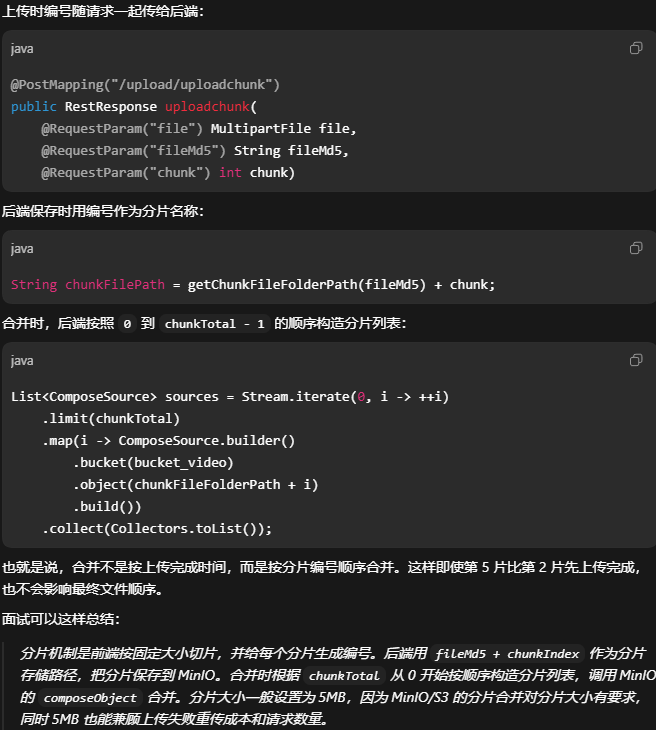 上传时编号随请求一起传给后端：
java
@PostMapping("/upload/uploadchunk")
public RestResponse uploadchunk(
    @RequestParam("file") MultipartFile file,
    @RequestParam("fileMd5") String fileMd5,
    @RequestParam("chunk") int chunk)
后端保存时用编号作为分片名称：
java
String chunkFilePath = getChunkFileFolderPath(fileMd5) + chunk;
合并时，后端按照 0 到 chunkTotal - 1 的顺序构造分片列表：
java
List<ComposeSource> sources = Stream.iterate(0, i -> ++i)
    .limit(chunkTotal)
    .map(i -> ComposeSource.builder()
        .bucket(bucket_video)
        .object(chunkFileFolderPath + i)
        .build())
    .collect(Collectors.toList());
也就是说，合并不是按上传完成时间，而是按分片编号顺序合并。这样即使第 5 片比第 2 片先上传完成，
也不会影响最终文件顺序。
面试可以这样总结：
分片机制是前端按固定大小切片，并给每个分片生成编号。后端用 fileMd5 + chunkIndex 作为分片
存储路径，把分片保存到 MinIO。合并时根据 chunkTotal 从 0 开始按顺序构造分片列表，调用 MinIO
的 composeObject 合并。分片大小一般设置为 5MB，因为 MinIO/S3 的分片合并对分片大小有要求，
同时 5MB 也能兼顾上传失败重传成本和请求数量。